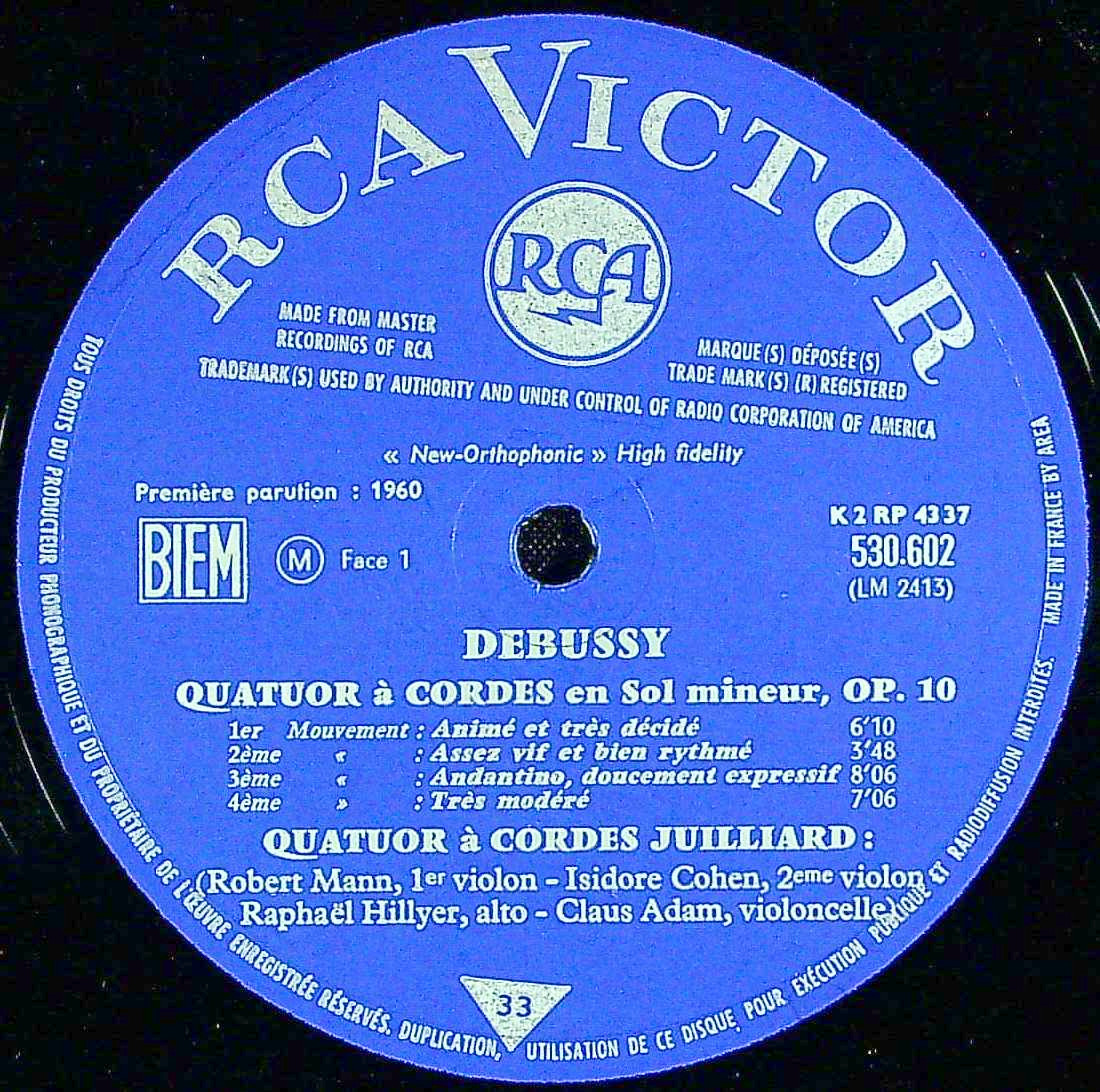 RCA VICTOR
RCA
MADE FROM MASTER
RECORDINGS OF RCA
MARQUE(S) DÉPOSÉE(S)
TRADE MARK(S) (R) REGISTERED
TRADEMARK(S) USED BY AUTHORITY AND UNDER CONTROL OF RADIO CORPORATION OF AMERICA
« New-Orthophonic » High fidelity
Première parution : 1960
BIEM
M Face 1
K2 RP 4337
530.602
(LM 2413)
DEBUSSY
QUATUOR à CORDES en Sol mineur, OP. 10
1er Mouvement : Animé et très décidé 6'10
2ème « : Assez vif et bien rythmé 3'48
3ème « : Andantino, doucement expressif 8'06
4ème » : Très modéré 7'06
QUATUOR à CORDES JUILLIARD :
(Robert Mann, 1er violon - Isidore Cohen, 2eme violon
Raphaël Hillyer, alto - Claus Adam, violoncelle)
33
TOUS DROITS DU PRODUCTEUR PHONOGRAPHIQUE ET DU PROPRIÉTAIRE DE L'ŒUVRE ENREGISTRÉE RÉSERVÉS. DUPLICATION, UTILISATION DE CE DISQUE POUR EXÉCUTION PUBLIQUE ET RADIODIFFUSION INTERDITES. MADE IN FRANCE BY AREA